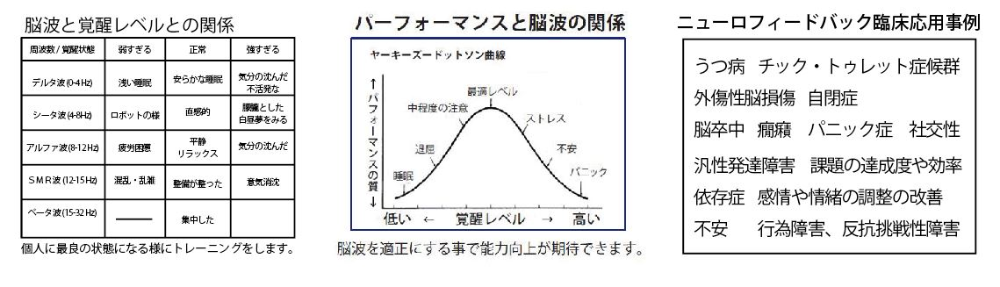 脳波と覚醒レベルとの関係
周波数/覚醒状態 弱すぎる 正常 強すぎる
デルタ波(0-4Hz) 浅い睡眠 安らかな睡眠 気分の沈んだ
不活発な
シータ波(4-8Hz) ロボットの様 直感的 朦朧とした
白昼夢をみる
アルファ波(8-12Hz) 疲労困憊 平静
リラックス 気分の沈んだ
SMR波(12-15Hz) 混乱・乱雑 整備が整った 意気消沈
ベータ波(15-32Hz) ―― 集中した
個人に最良の状態になる様にトレーニングをします。
パーフォーマンスと脳波の関係
ヤーキーズードットソン曲線
↑パフォーマンスの質↓
最適レベル
中程度の注意
ストレス
退屈
不安
睡眠
パニック
低い ← 覚醒レベル → 高い
脳波を適正にする事で能力向上が期待できます。
ニューロフィードバック臨床応用事例
うつ病 チック・トゥレット症候群
外傷性脳損傷 自閉症
脳卒中 癲癇 パニック症 社交性
汎性発達障害 課題の達成度や効率
依存症 感情や情緒の調整の改善
不安 行為障害、反抗挑戦性障害